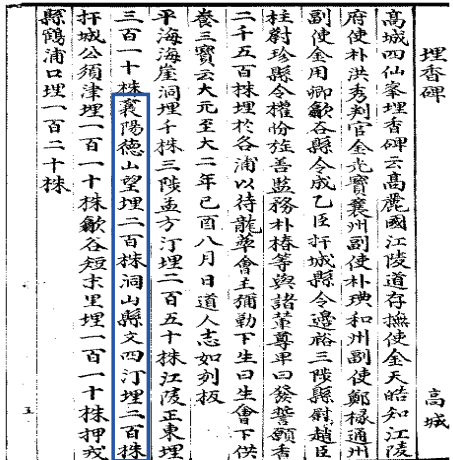 埋香碑 高城
高城四仙峯埋香碑云高麗國江陵道存撫使金天皓知江陵
府使朴洪秀判官金光寶襄州副使朴琠和州副使鄭椂通州
副使金用卿歙谷縣令成乙臣扞城縣令邊裕三陟縣尉趙臣
柱尉珍縣令權份旌善監務朴椿等與諸尊卑曰發誓願香
二千五百株埋於各浦以待龍華會主彌勒下生曰生會下供
養三寶云大元至大二年己酉八月日道人志如刻板
平海海崖洞埋千株三陟孟方汀埋二百五十株江陵正東埋
三百一十株襄陽德山望埋二百株洞山縣文四汀埋二百株
扞城公須津埋一百一十株歙谷短末里埋一百一十株押戎
縣鶴浦口埋一百二十株